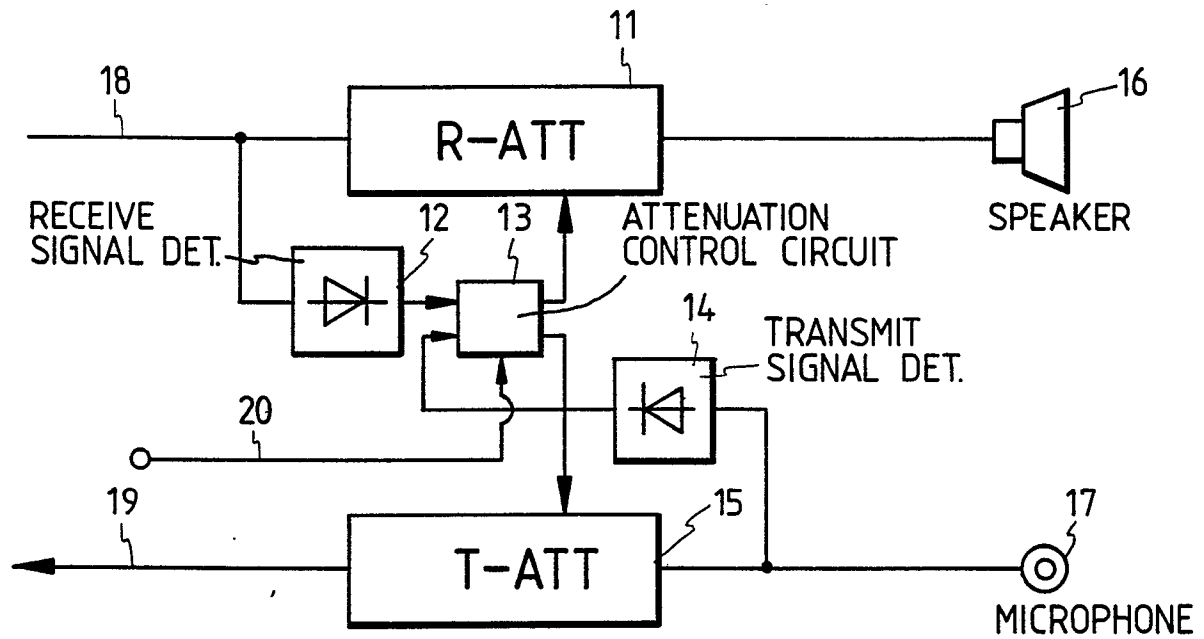 11
18
16
R-ATT
RECEIVE
SIGNAL DET.
12
13
ATTENUATION
CONTROL CIRCUIT
SPEAKER
14
TRANSMIT
SIGNAL DET.
20
19
15
17
T-ATT
MICROPHONE